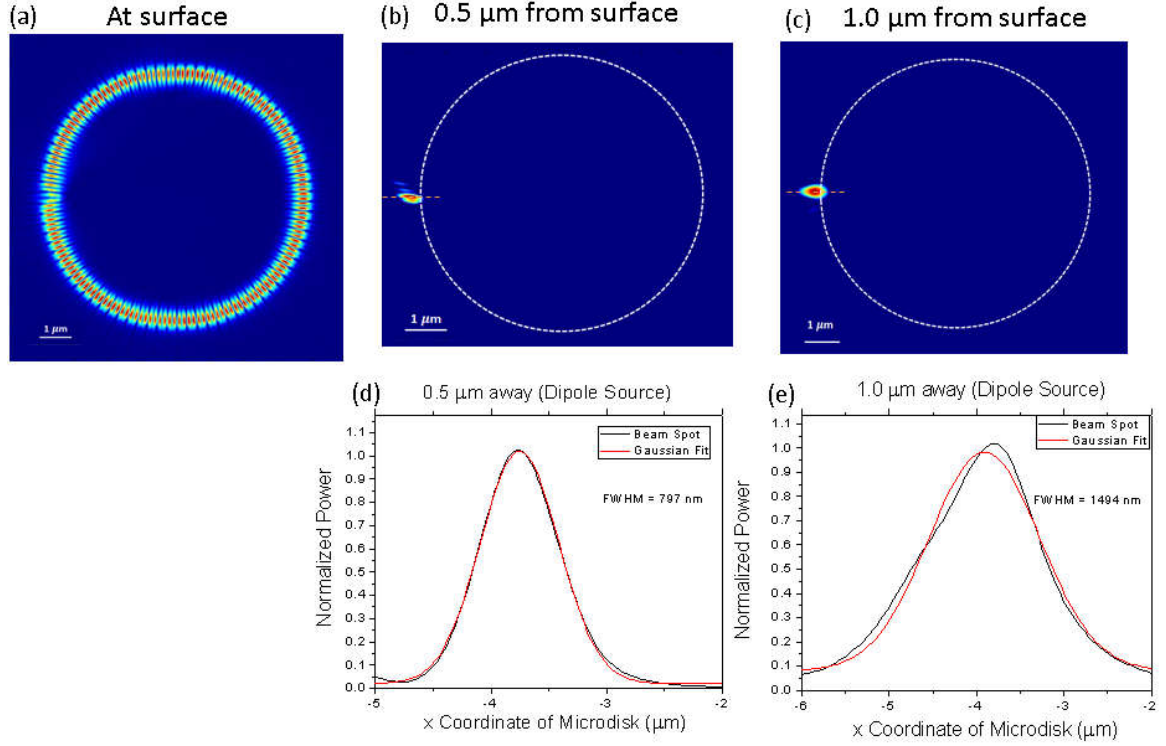 (a) At surface
(b) 0.5 µm from surface
(c) 1.0 µm from surface
1 µm
1 µm
1 µm
(d) 0.5 µm away (Dipole Source)
1.1
1.0
0.9
0.8
0.7
0.6
0.5
0.4
0.3
0.2
0.1
0.0
Normalized Power
Beam Spot
Gaussian Fit
FWHM = 797 nm
-5 -4 -3 -2
x Coordinate of Microdisk (µm)
(e) 1.0 µm away (Dipole Source)
1.1
1.0
0.9
0.8
0.7
0.6
0.5
0.4
0.3
0.2
0.1
0.0
Normalized Power
Beam Spot
Gaussian Fit
FWHM = 1494 nm
-6 -5 -4 -3 -2
x Coordinate of Microdisk (µm)